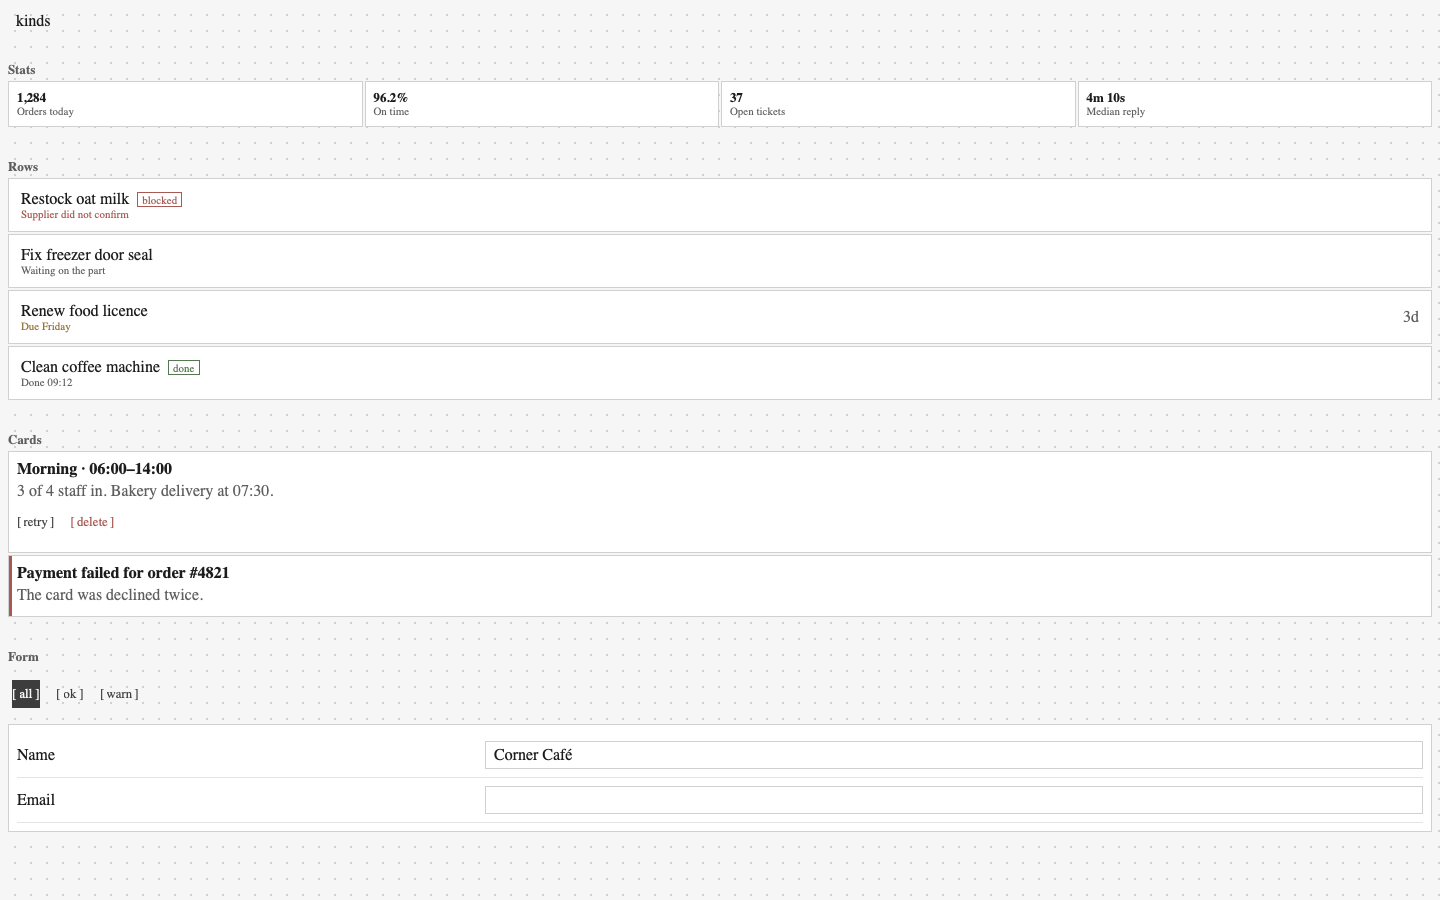 kinds
Stats
1,284
Orders today
96.2%
On time
37
Open tickets
4m 10s
Median reply
Rows
Restock oat milk blocked
Supplier did not confirm
Fix freezer door seal
Waiting on the part
Renew food licence
Due Friday
3d
Clean coffee machine done
Done 09:12
Cards
Morning · 06:00–14:00
3 of 4 staff in. Bakery delivery at 07:30.
[ retry ] [ delete ]
Payment failed for order #4821
The card was declined twice.
Form
[ all ] [ ok ] [ warn ]
Name Corner Café
Email